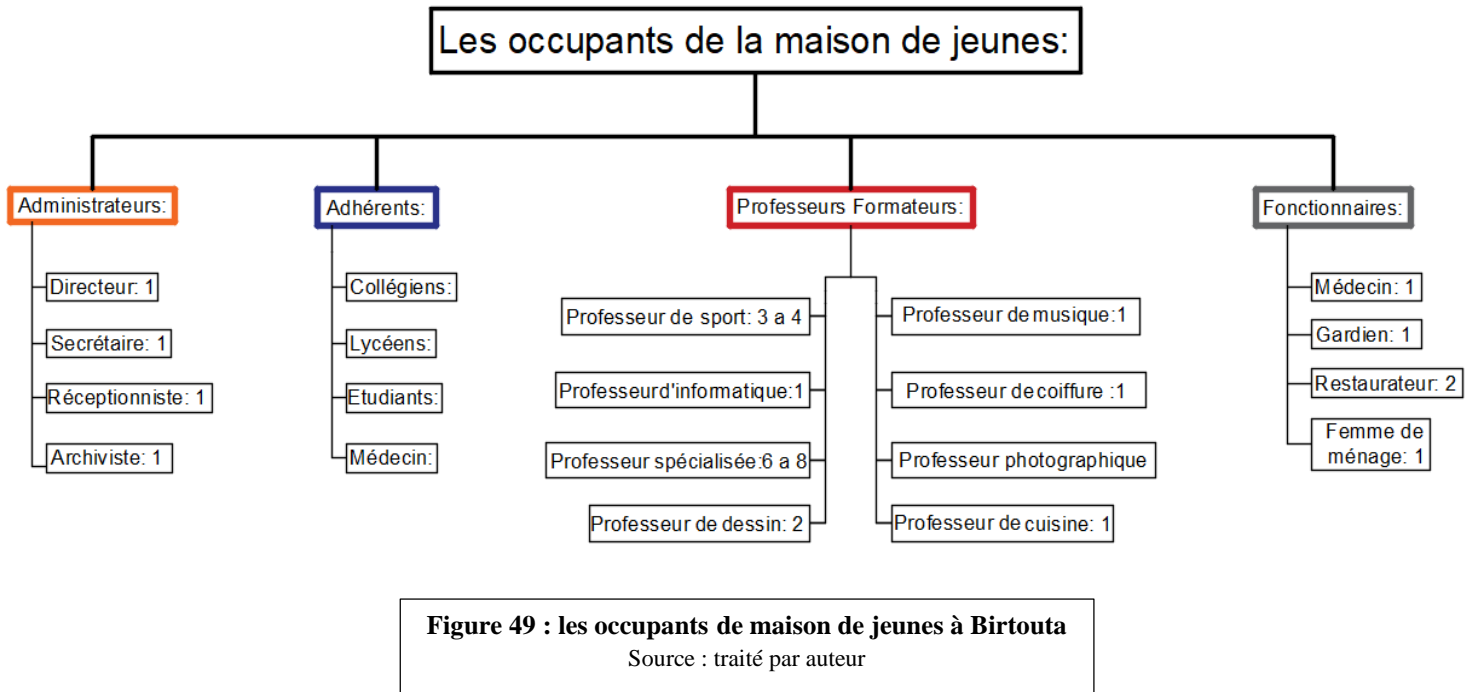 Les occupants de la maison de jeunes:
Administrateurs:
Directeur: 1
Secrétaire: 1
Réceptionniste: 1
Archiviste: 1
Adhérents:
Collégiens:
Lycéens:
Etudiants:
Médecin:
Professeurs Formateurs:
Professeur de sport: 3 a 4
Professeurd'informatique:1
Professeur spécialisée:6 a 8
Professeur de dessin: 2
Professeur de musique:1
Professeur de coiffure :1
Professeur photographique
Professeur de cuisine: 1
Fonctionnaires:
Médecin: 1
Gardien: 1
Restaurateur: 2
Femme de
ménage: 1
Figure 49 : les occupants de maison de jeunes à Birtouta
Source : traité par auteur